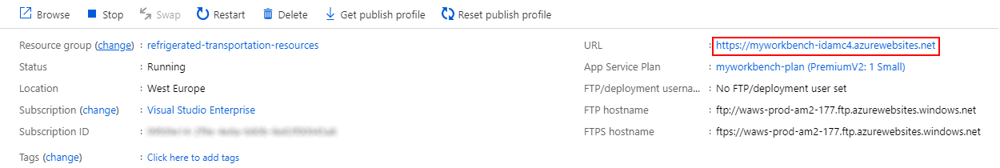 Browse Stop Swap Restart Delete Get publish profile Reset publish profile
Resource group (change) : refrigerated-transportation-resources
Status : Running
Location : West Europe
Subscription (change) : Visual Studio Enterprise
Subscription ID :
Tags (change) : Click here to add tags
URL : https://myworkbench-idamc4.azurewebsites.net
App Service Plan : myworkbench-plan (PremiumV2: 1 Small)
FTP/deployment userna... : No FTP/deployment user set
FTP hostname : ftp://waws-prod-am2-177.ftp.azurewebsites.windows.net
FTPS hostname : ftps://waws-prod-am2-177.ftp.azurewebsites.windows.net